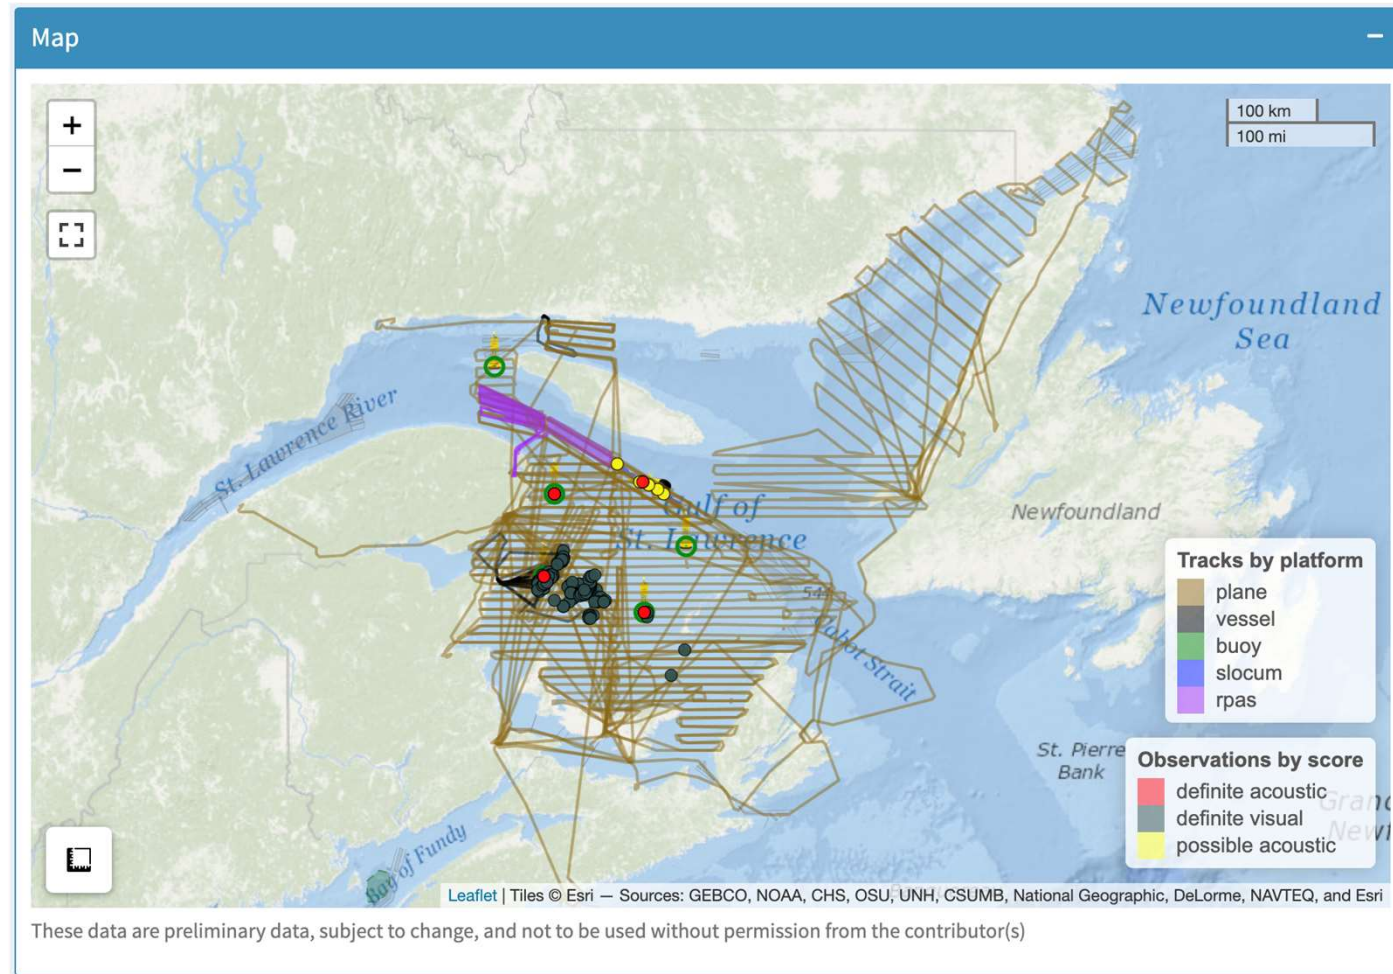 Map
−
+
−
100 km
100 mi
Newfoundland
Sea
St. Lawrence River
Gulf of
St. Lawrence
Newfoundland
Cabot Strait
Tracks by platform
plane
vessel
buoy
slocum
rpas
St. Pierre
Bank
Observations by score
definite acoustic
definite visual
possible acoustic
Bay of Fundy
Leaflet | Tiles © Esri — Sources: GEBCO, NOAA, CHS, OSU, UNH, CSUMB, National Geographic, DeLorme, NAVTEQ, and Esri
These data are preliminary data, subject to change, and not to be used without permission from the contributor(s)